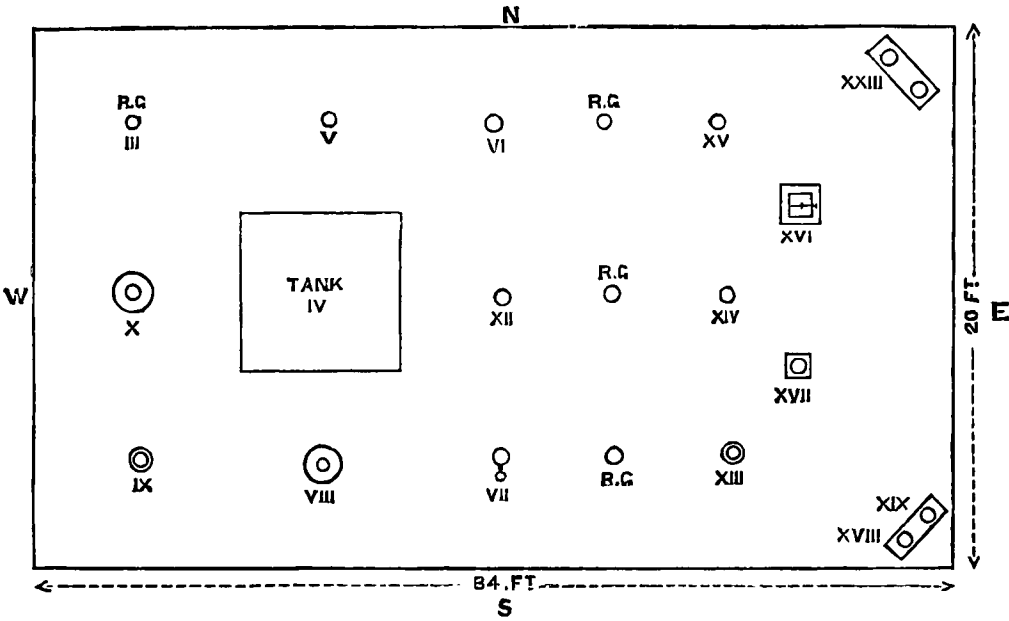 N
XXIII
R.G
III
V
VI
R.G
XV
XVI
W
X
TANK
IV
XII
R.G
XIV
20 FT.
E
XVII
IX
VIII
VII
R.G
XIII
XIX
XVIII
34.FT.
S